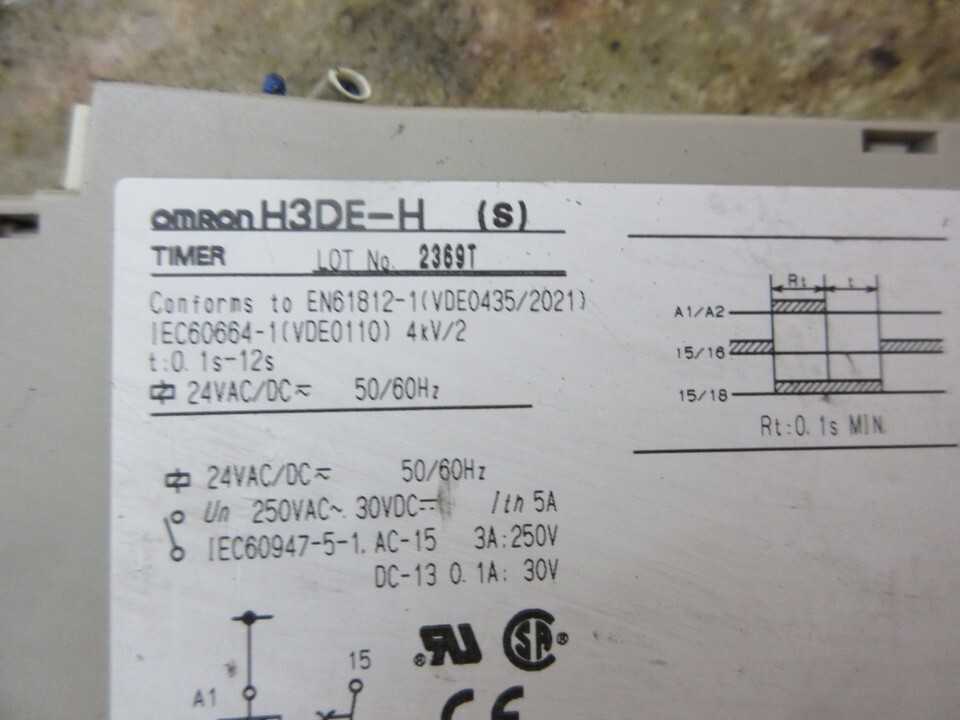 OMRON H3DE-H (S)
TIMER LOT No. 2369T
Conforms to EN61812-1(VDE0435/2021)
IEC60664-1(VDE0110) 4kV/2
t:0.1s-12s
24VAC/DC≂ 50/60Hz
Rt t
A1/A2
15/16
15/18
Rt:0.1s MIN.
24VAC/DC≂ 50/60Hz
Un 250VAC~. 30VDC⎓ Ith 5A
IEC60947-5-1. AC-15 3A:250V
DC-13 0.1A: 30V
®RU SA®
CE
15
A1